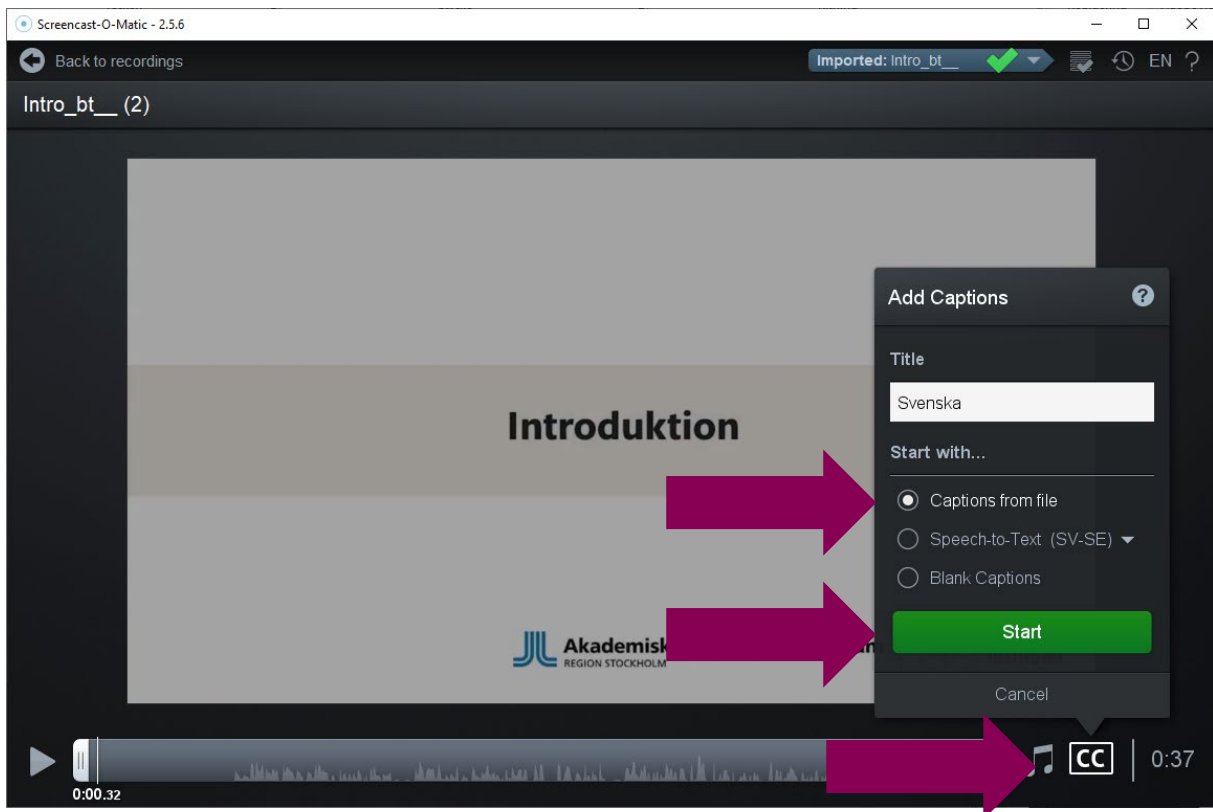 Screencast-O-Matic - 2.5.6
Back to recordings
Imported: Intro_bt__
EN ?
Intro_bt__ (2)
Add Captions ?
Title
Svenska
Introduktion
Start with...
Captions from file
Speech-to-Text (SV-SE)
Blank Captions
Start
Akademisk
REGION STOCKHOLM
Cancel
CC
0:37
0:00.32